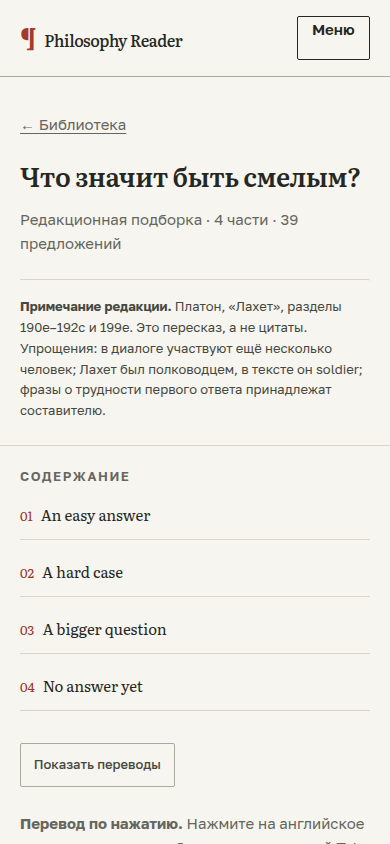 ¶ Philosophy Reader
Меню
← Библиотека
Что значит быть смелым?
Редакционная подборка · 4 части · 39
предложений
Примечание редакции. Платон, «Лахет», разделы
190e–192c и 199e. Это пересказ, а не цитаты.
Упрощения: в диалоге участвуют ещё несколько
человек; Лахет был полководцем, в тексте он soldier;
фразы о трудности первого ответа принадлежат
составителю.
СОДЕРЖАНИЕ
01 An easy answer
02 A hard case
03 A bigger question
04 No answer yet
Показать переводы
Перевод по нажатию. Нажмите на английское